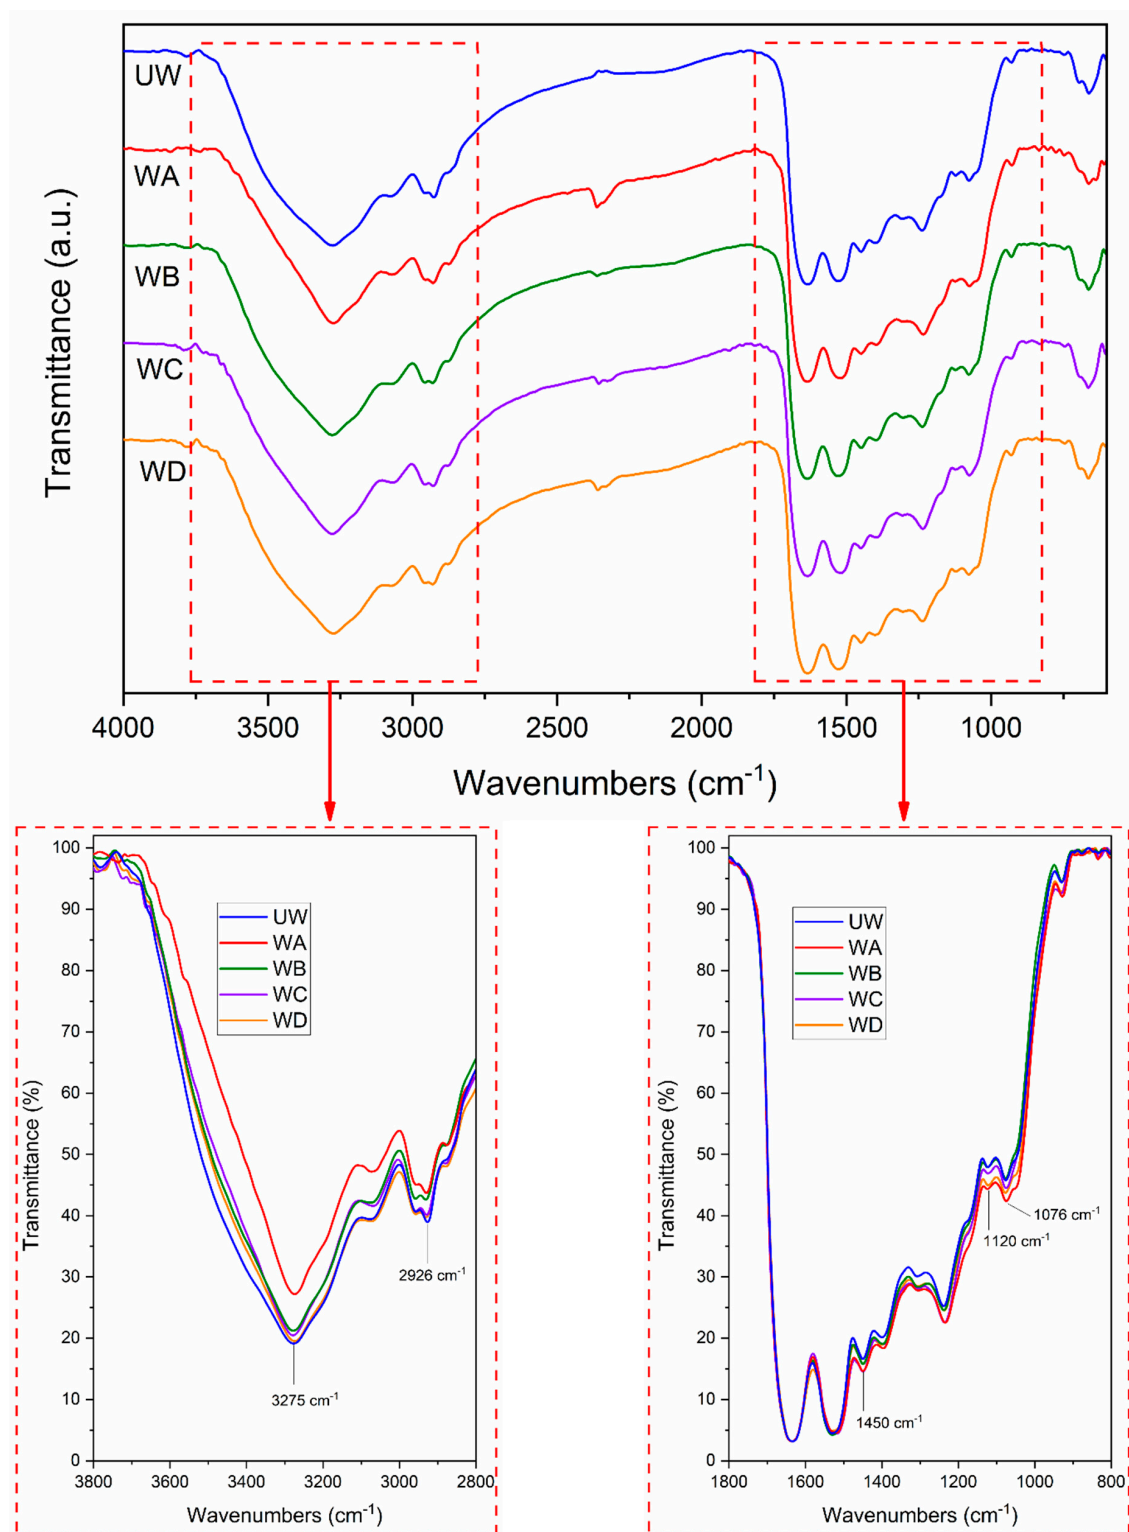 UW
WA
WB
WC
WD
Transmittance (a.u.)
4000 3500 3000 2500 2000 1500 1000
Wavenumbers (cm-1)
100
90
80
70
60
50
40
30
20
10
0
Transmittance (%)
UW
WA
WB
WC
WD
2926 cm-1
3275 cm-1
3800 3600 3400 3200 3000 2800
Wavenumbers (cm-1)
100
90
80
70
60
50
40
30
20
10
0
Transmittance (%)
UW
WA
WB
WC
WD
1076 cm-1
1120 cm-1
1450 cm-1
1800 1600 1400 1200 1000 800
Wavenumbers (cm-1)